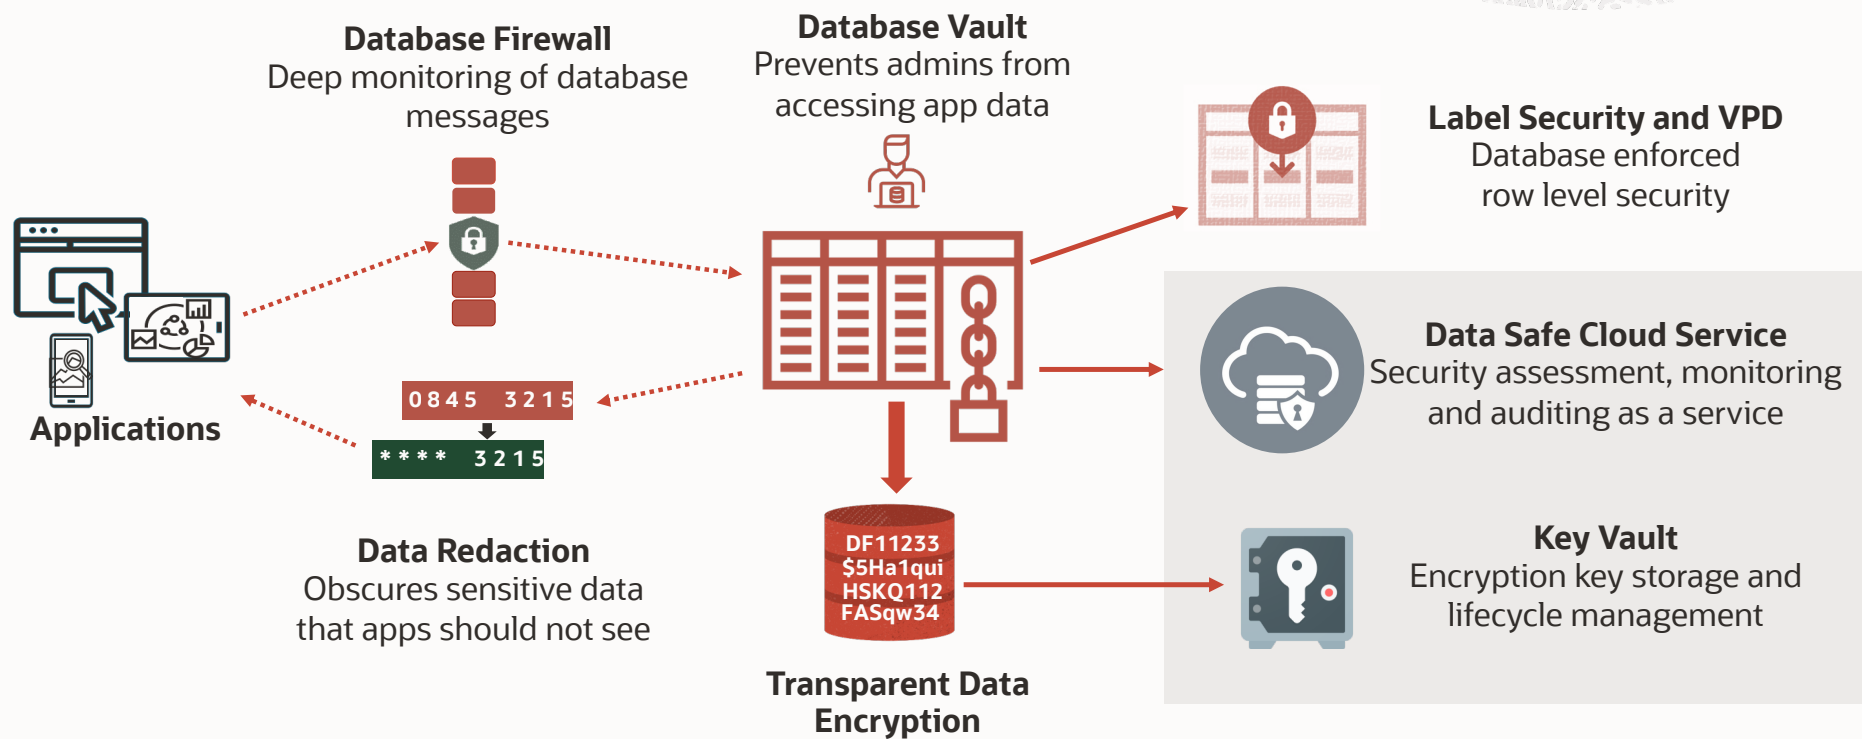 Database Firewall
Deep monitoring of database
messages
Database Vault
Prevents admins from
accessing app data
Label Security and VPD
Database enforced
row level security
Applications
0845 3215
**** 3215
Data Redaction
Obscures sensitive data
that apps should not see
DF11233
$5Ha1qui
HSKQ112
FASqw34
Transparent Data
Encryption
Data Safe Cloud Service
Security assessment, monitoring
and auditing as a service
Key Vault
Encryption key storage and
lifecycle management